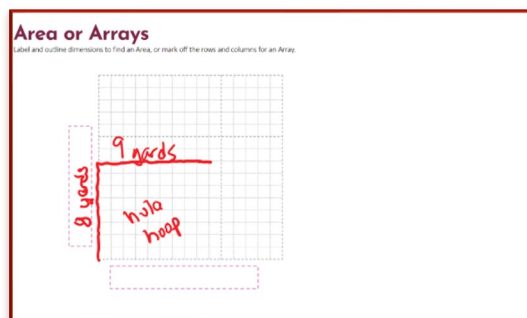 Area or Arrays
Label and outline dimensions to find an Area, or mark off the rows and columns for an Array.
9 yards
8 yards
hula
hoop